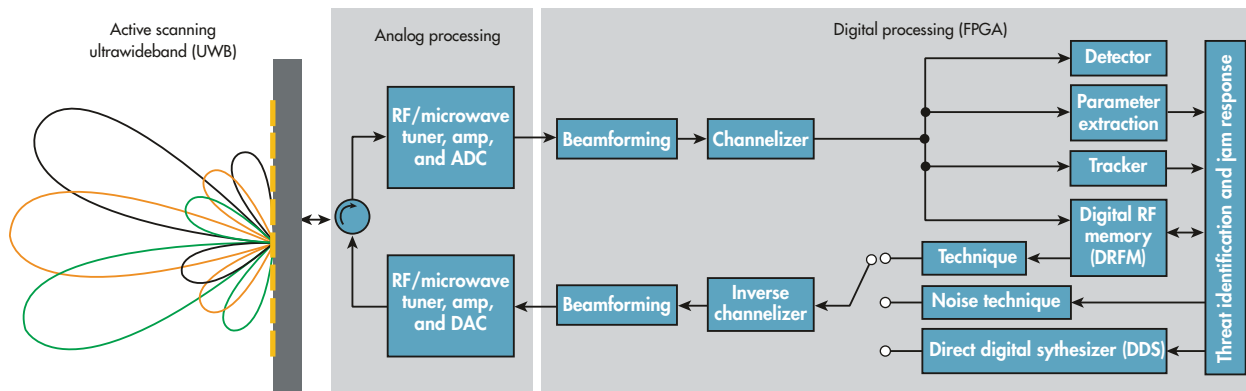 Active scanning
ultrawideband (UWB)
Analog processing
Digital processing (FPGA)
RF/microwave
tuner, amp,
and ADC
Beamforming
Channelizer
Detector
Parameter
extraction
Tracker
Digital RF
memory
(DRFM)
Threat identification and jam response
RF/microwave
tuner, amp,
and DAC
Beamforming
Inverse
channelizer
Technique
Noise technique
Direct digital sythesizer (DDS)